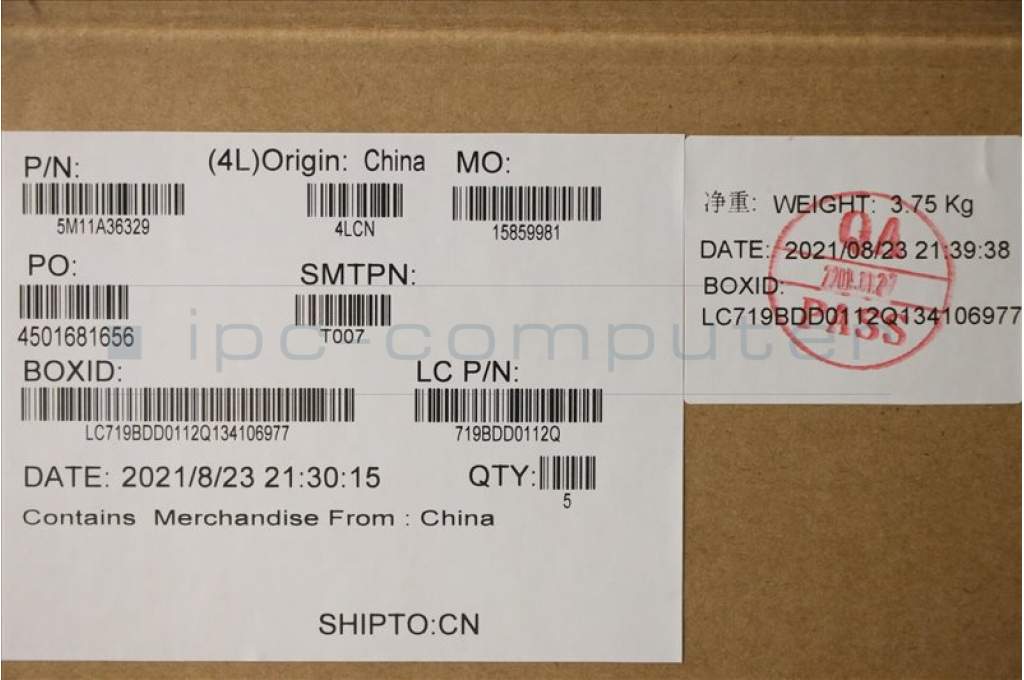 P/N:
5M11A36329
(4L)Origin: China
4LCN
MO:
15859981
PO:
4501681656
SMTPN:
T007
BOXID:
LC719BDD0112Q134106977
LC P/N:
719BDD0112Q
DATE: 2021/8/23 21:30:15
QTY:
5
Contains Merchandise From : China
SHIPTO:CN
净重: WEIGHT: 3.75 Kg
DATE: 2021/08/23 21:39:38
BOXID:
LC719BDD0112Q134106977
QA
PASS
ipc-computer